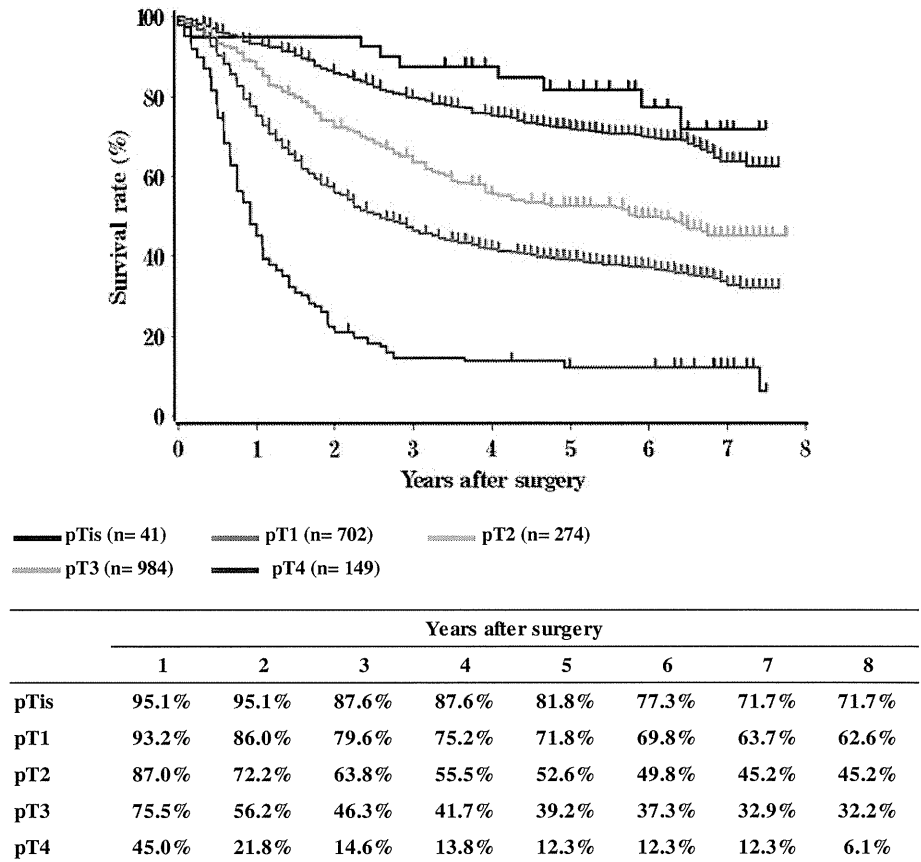 100
80
60
40
20
0
Survival rate (%)
0 1 2 3 4 5 6 7 8
Years after surgery
pTis (n= 41) pT1 (n= 702) pT2 (n= 274)
pT3 (n= 984) pT4 (n= 149)
Years after surgery
1 2 3 4 5 6 7 8
pTis 95.1% 95.1% 87.6% 87.6% 81.8% 77.3% 71.7% 71.7%
pT1 93.2% 86.0% 79.6% 75.2% 71.8% 69.8% 63.7% 62.6%
pT2 87.0% 72.2% 63.8% 55.5% 52.6% 49.8% 45.2% 45.2%
pT3 75.5% 56.2% 46.3% 41.7% 39.2% 37.3% 32.9% 32.2%
pT4 45.0% 21.8% 14.6% 13.8% 12.3% 12.3% 12.3% 6.1%